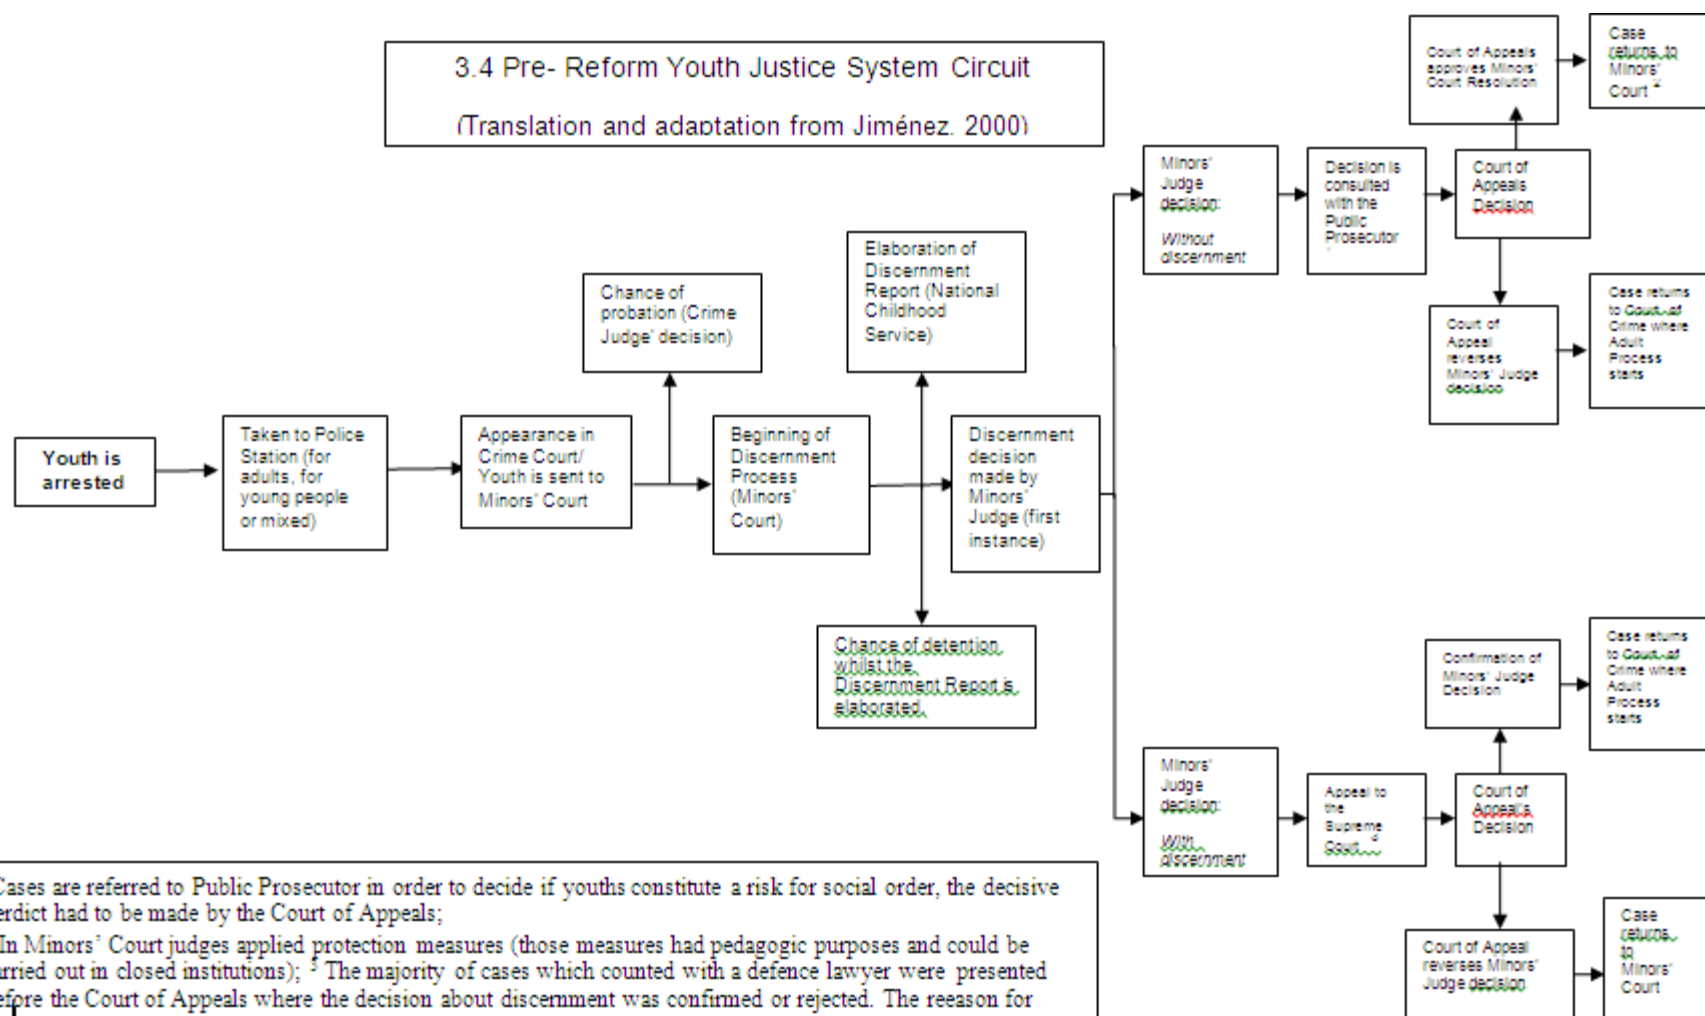 3.4 Pre- Reform Youth Justice System Circuit
(Translation and adaptation from Jiménez. 2000)
Youth is
arrested
Taken to Police
Station (for
adults, for
young people
or mixed)
Appearance in
Crime Court/
Youth is sent to
Minors' Court
Chance of
probation (Crime
Judge' decision)
Beginning of
Discernment
Process
(Minors'
Court)
Elaboration of
Discernment
Report (National
Childhood
Service)
Chance of detention
whilst the
Discernment Report is
elaborated.
Discernment
decision
made by
Minors'
Judge (first
instance)
Minors'
Judge
decision:
Without
discernment
Decision is
consulted
with the
Public
Prosecutor
Court of
Appeals
Decision
Court of Appeals
approves Minors'
Court Resolution
Case
returns to
Minors'
Court 2
Court of
Appeal
reverses
Minors' Judge
decision
Case returns
to Court of
Crime where
Adult
Process
starts
Minors'
Judge
decision:
With
discernment
Appeal to
the
Supreme
Court 3
Court of
Appeal's
Decision
Confirmation of
Minors' Judge
Decision
Case returns
to Court of
Crime where
Adult
Process
starts
Court of Appeal
reverses Minors'
Judge decision
Case
returns
to
Minors'
Court
Cases are referred to Public Prosecutor in order to decide if youths constitute a risk for social order, the decisive
erdict had to be made by the Court of Appeals;
In Minors' Court judges applied protection measures (those measures had pedagogic purposes and could be
arried out in closed institutions); 3 The majority of cases which counted with a defence lawyer were presented
efore the Court of Appeals where the decision about discernment was confirmed or rejected. The reeason for